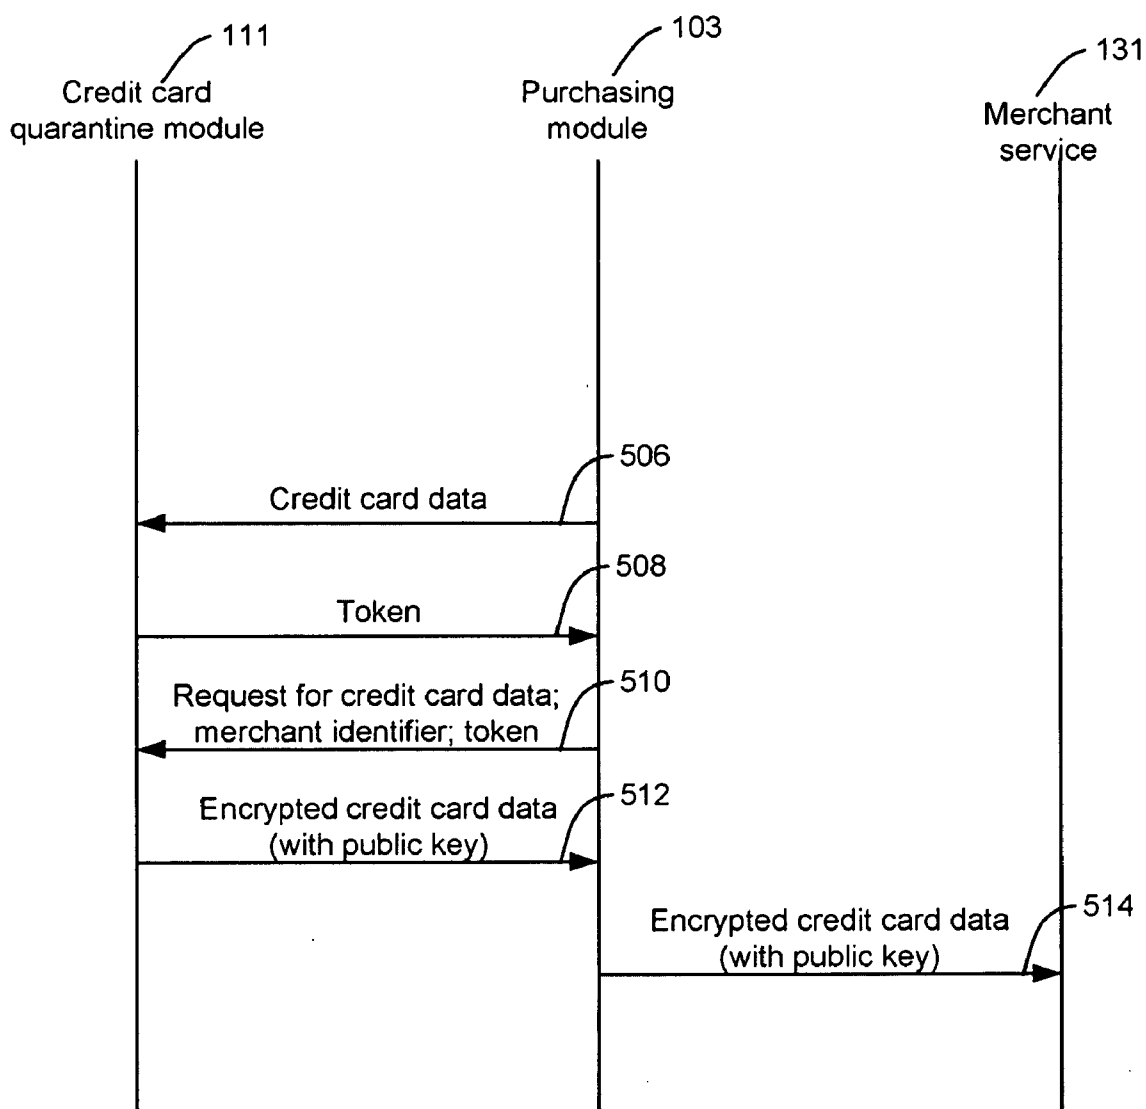 111
Credit card
quarantine module
103
Purchasing
module
131
Merchant
service
506
Credit card data
508
Token
510
Request for credit card data;
merchant identifier; token
512
Encrypted credit card data
(with public key)
514
Encrypted credit card data
(with public key)